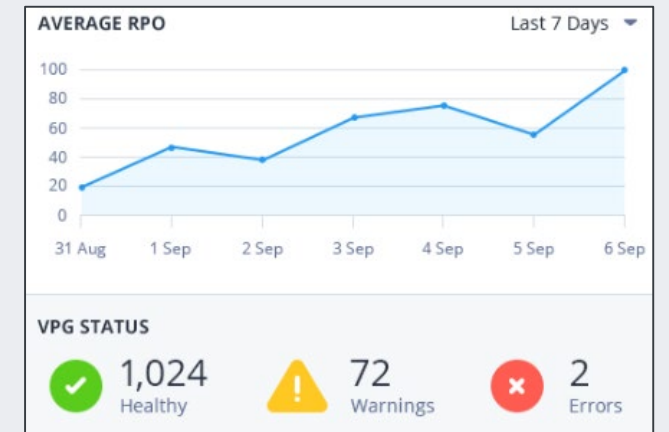 AVERAGE RPO
Last 7 Days
100
80
60
40
20
0
31 Aug 1 Sep 2 Sep 3 Sep 4 Sep 5 Sep 6 Sep
VPG STATUS
1,024
Healthy
72
Warnings
2
Errors